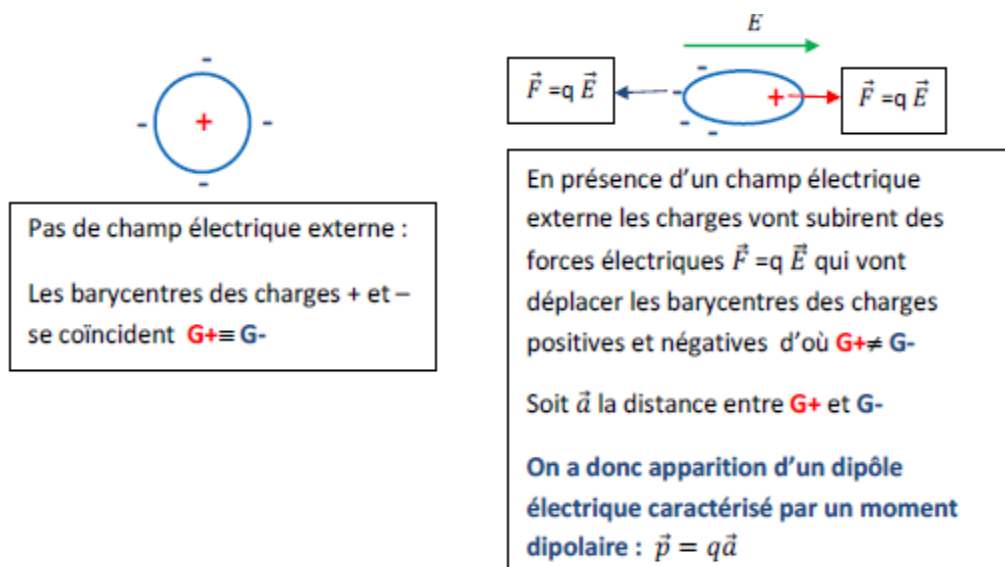 -
- + -
-
Pas de champ électrique externe :
Les barycentres des charges + et –
se coïncident G+≡ G-
E
F⃗ =q E⃗
-
- +
- -
F⃗ =q E⃗
En présence d’un champ électrique
externe les charges vont subirent des
forces électriques F⃗ =q E⃗ qui vont
déplacer les barycentres des charges
positives et négatives d’où G+≠ G-
Soit a⃗ la distance entre G+ et G-
On a donc apparition d’un dipôle
électrique caractérisé par un moment
dipolaire : p⃗ = qa⃗